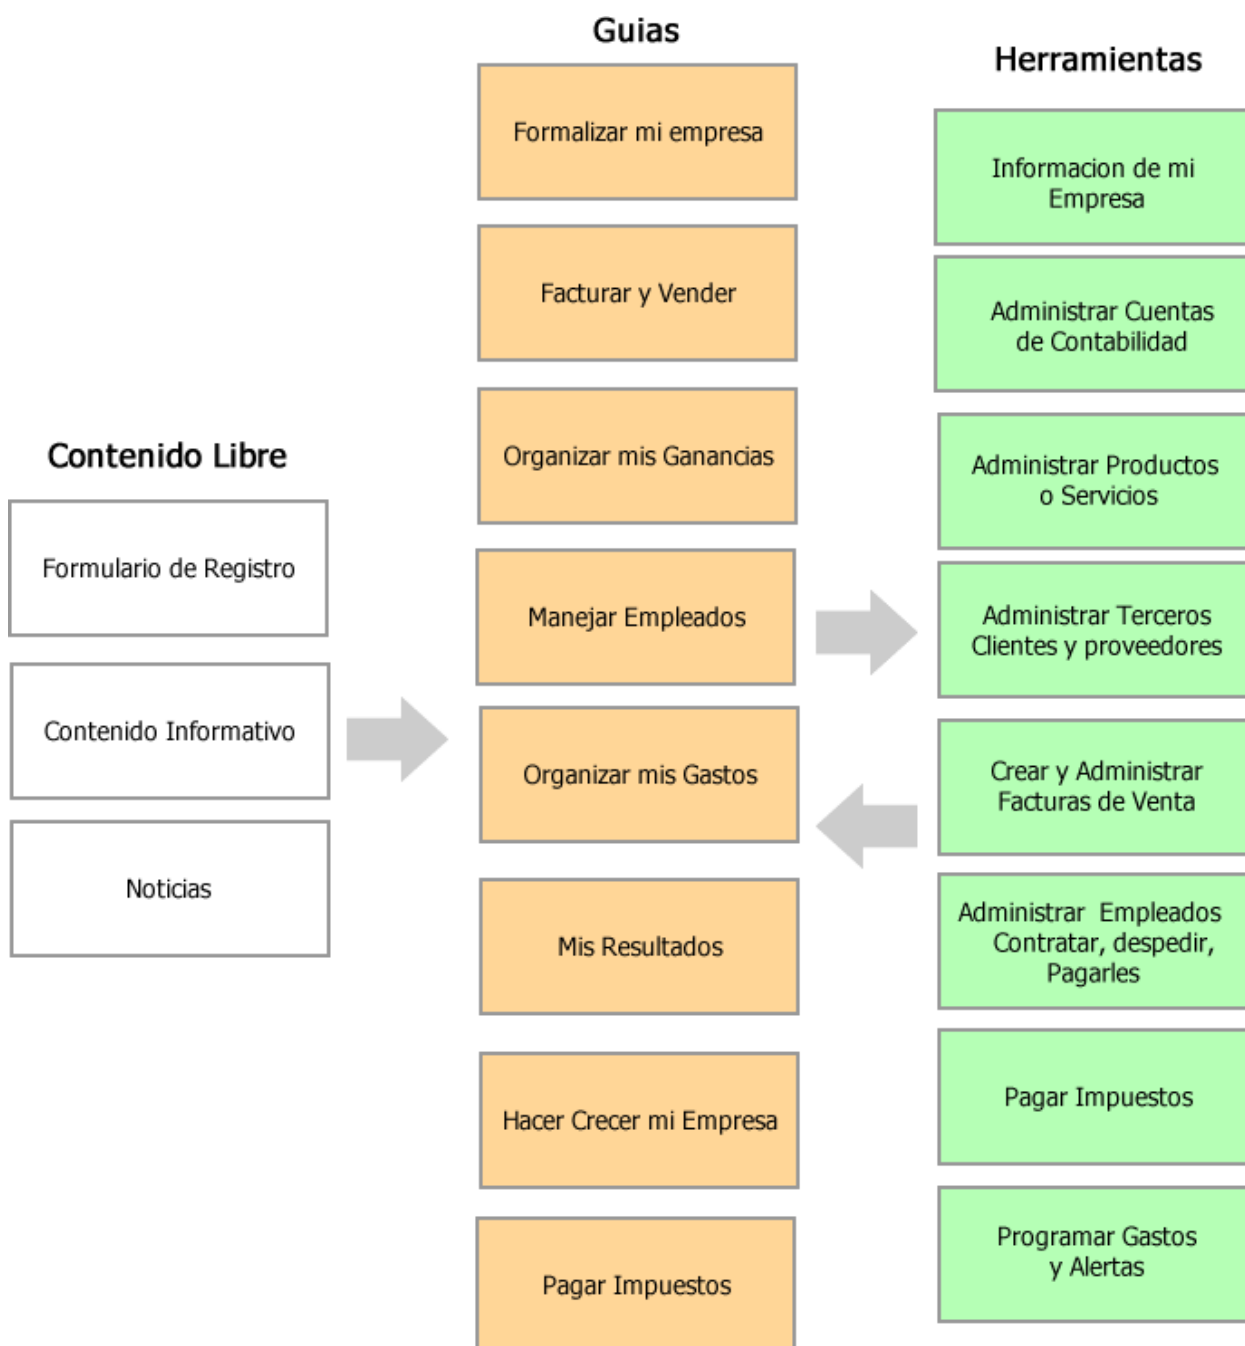 Contenido Libre
Formulario de Registro
Contenido Informativo
Noticias
Guias
Formalizar mi empresa
Facturar y Vender
Organizar mis Ganancias
Manejar Empleados
Organizar mis Gastos
Mis Resultados
Hacer Crecer mi Empresa
Pagar Impuestos
Herramientas
Informacion de mi
Empresa
Administrar Cuentas
de Contabilidad
Administrar Productos
o Servicios
Administrar Terceros
Clientes y proveedores
Crear y Administrar
Facturas de Venta
Administrar Empleados
Contratar, despedir,
Pagarles
Pagar Impuestos
Programar Gastos
y Alertas